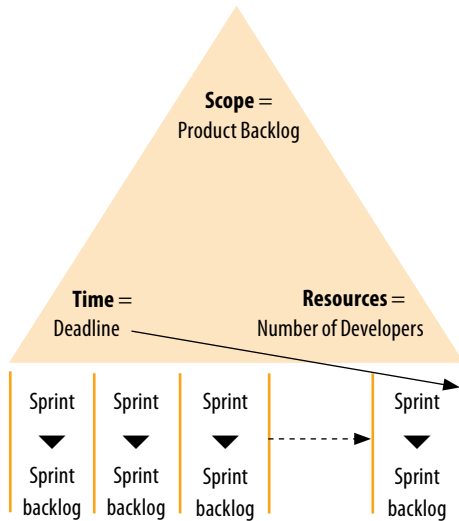 Scope =
Product Backlog
Time =
Deadline
Resources =
Number of Developers
Sprint
Sprint
backlog
Sprint
Sprint
backlog
Sprint
Sprint
backlog
Sprint
Sprint
backlog